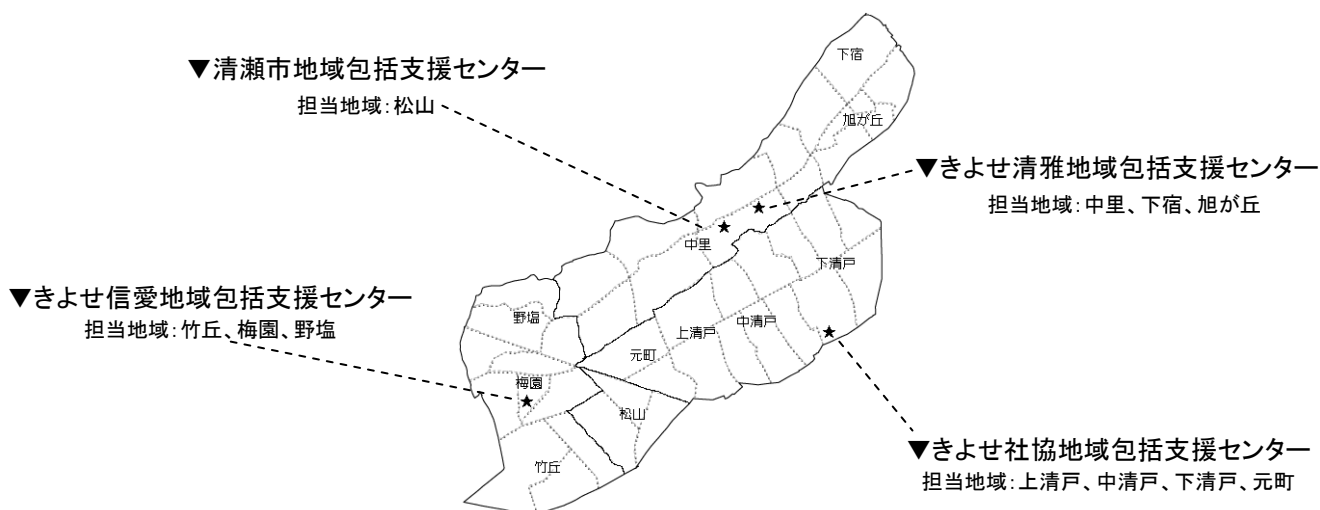 ▼清瀬市地域包括支援センター
担当地域:松山
下宿
旭が丘
▼きよせ清雅地域包括支援センター
担当地域:中里、下宿、旭が丘
中里
下清戸
▼きよせ信愛地域包括支援センター
担当地域:竹丘、梅園、野塩
野塩
中清戸
上清戸
元町
梅園
松山
竹丘
▼きよせ社協地域包括支援センター
担当地域:上清戸、中清戸、下清戸、元町